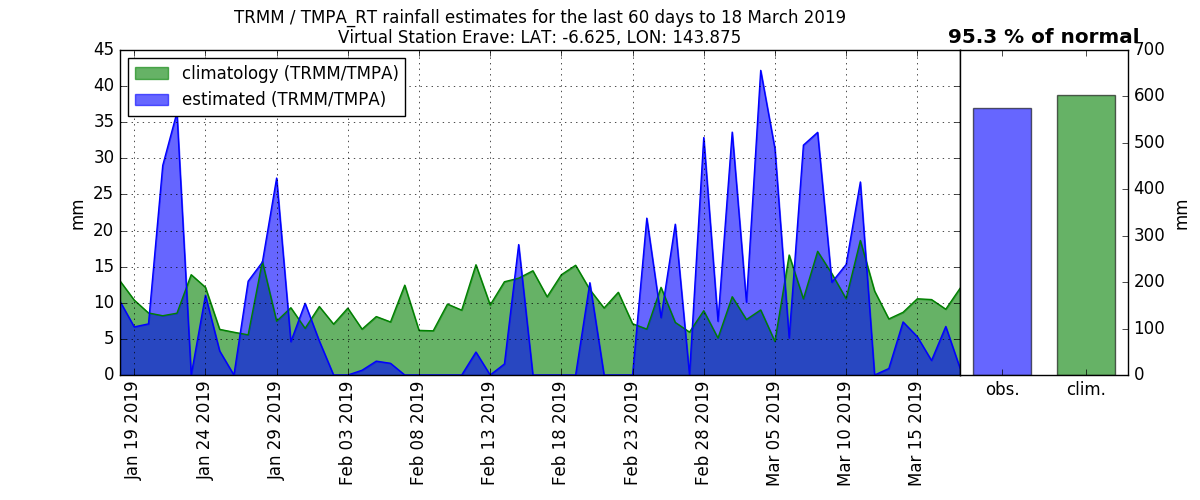 TRMM / TMPA_RT rainfall estimates for the last 60 days to 18 March 2019
Virtual Station Erave: LAT: -6.625, LON: 143.875
95.3 % of normal
climatology (TRMM/TMPA)
estimated (TRMM/TMPA)
mm
45
40
35
30
25
20
15
10
5
0
Jan 19 2019
Jan 24 2019
Jan 29 2019
Feb 03 2019
Feb 08 2019
Feb 13 2019
Feb 18 2019
Feb 23 2019
Feb 28 2019
Mar 05 2019
Mar 10 2019
Mar 15 2019
obs.
clim.
700
600
500
400
300
200
100
0
mm